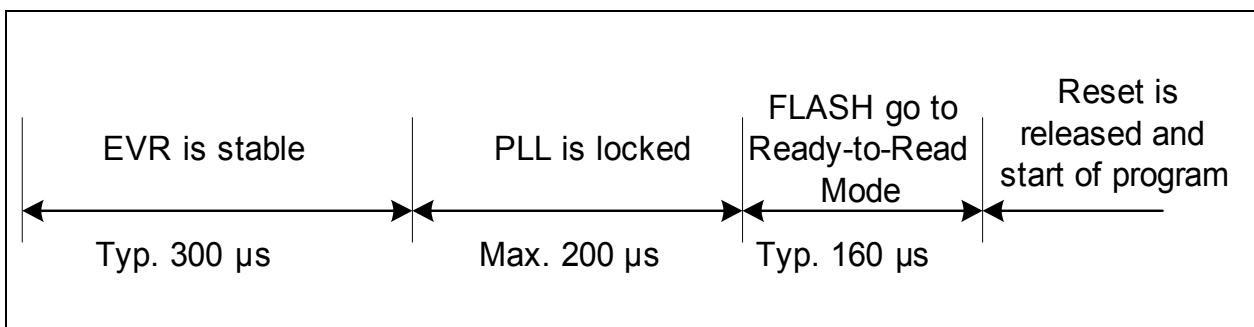 EVR is stable
PLL is locked
FLASH go to
Ready-to-Read
Mode
Reset is
released and
start of program
Typ. 300 µs
Max. 200 µs
Typ. 160 µs